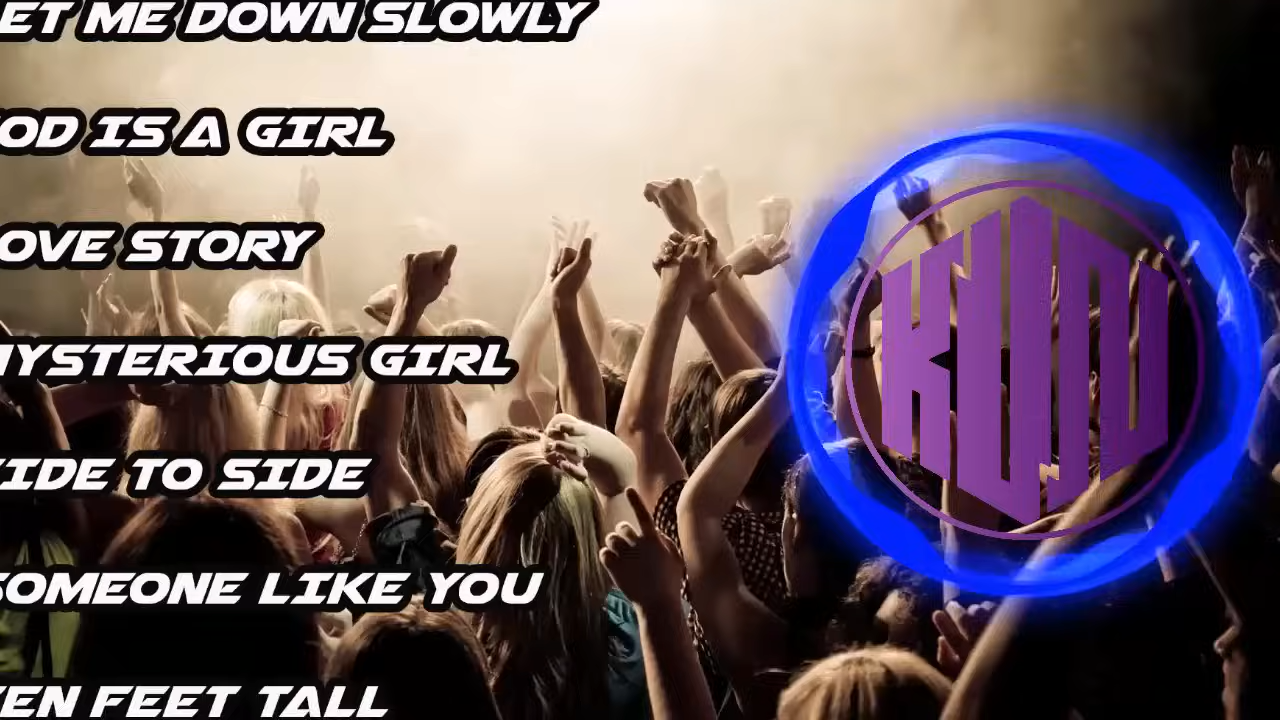 ET ME DOWN SLOWLY
OD IS A GIRL
OVE STORY
MYSTERIOUS GIRL
IDE TO SIDE
SOMEONE LIKE YOU
EN FEET TALL